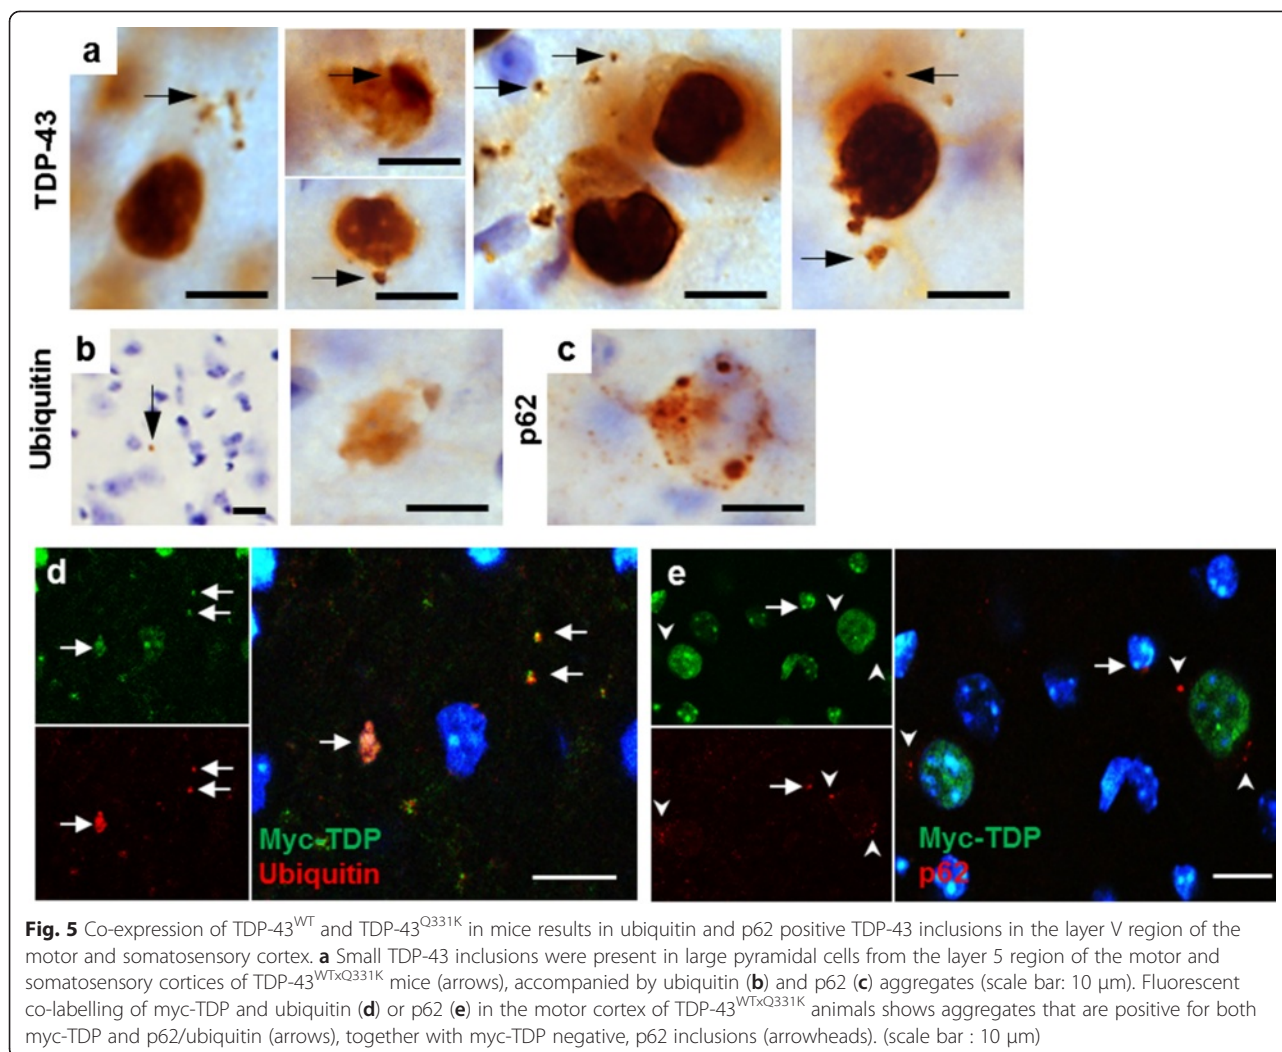 a
TDP-43
b
Ubiquitin
c
p62
d
Myc-TDP
Ubiquitin
e
Myc-TDP
p62
Fig. 5 Co-expression of TDP-43WT and TDP-43Q331K in mice results in ubiquitin and p62 positive TDP-43 inclusions in the layer V region of the
motor and somatosensory cortex. a Small TDP-43 inclusions were present in large pyramidal cells from the layer 5 region of the motor and
somatosensory cortices of TDP-43WTxQ331K mice (arrows), accompanied by ubiquitin (b) and p62 (c) aggregates (scale bar: 10 μm). Fluorescent
co-labelling of myc-TDP and ubiquitin (d) or p62 (e) in the motor cortex of TDP-43WTxQ331K animals shows aggregates that are positive for both
myc-TDP and p62/ubiquitin (arrows), together with myc-TDP negative, p62 inclusions (arrowheads). (scale bar : 10 μm)